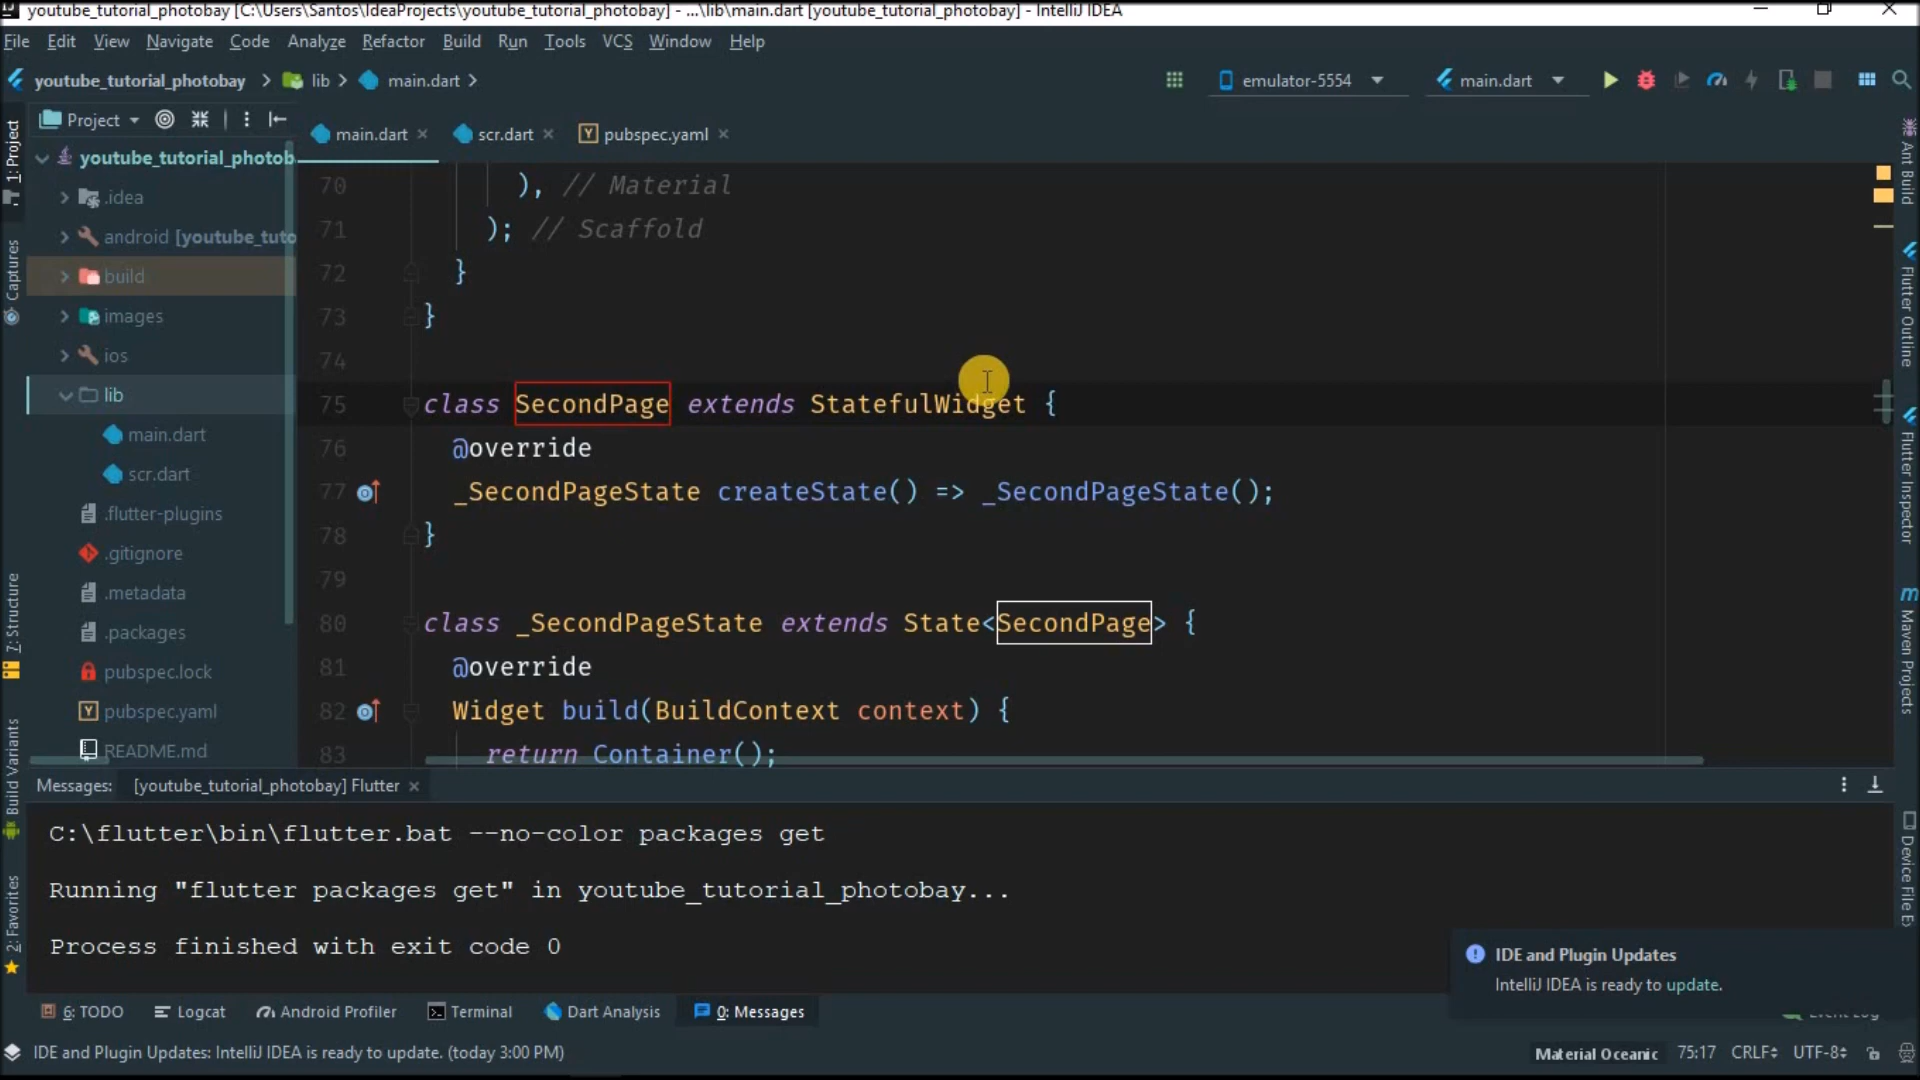 youtube_tutorial_photobay [C:\Users\Santos\IdeaProjects\youtube_tutorial_photobay] - ...\lib\main.dart [youtube_tutorial_photobay] - IntelliJ IDEA
File Edit View Navigate Code Analyze Refactor Build Run Tools VCS Window Help
youtube_tutorial_photobay lib main.dart emulator-5554 main.dart
Project main.dart scr.dart pubspec.yaml
youtube_tutorial_photob
.idea
android [youtube_tuto
build
images
ios
lib
main.dart
scr.dart
.flutter-plugins
.gitignore
.metadata
.packages
pubspec.lock
pubspec.yaml
README.md
1: Project
Captures
7: Structure
Build Variants
2: Favorites
70 ), // Material
71 ); // Scaffold
72 }
73 }
74
75 class SecondPage extends StatefulWidget {
76 @override
77 _SecondPageState createState() => _SecondPageState();
78 }
79
80 class _SecondPageState extends State<SecondPage> {
81 @override
82 Widget build(BuildContext context) {
83 return Container();
Ant Build
Flutter Outline
Flutter Inspector
Maven Projects
Device File Ex
Messages: [youtube_tutorial_photobay] Flutter
C:\flutter\bin\flutter.bat --no-color packages get
Running "flutter packages get" in youtube_tutorial_photobay...
Process finished with exit code 0
IDE and Plugin Updates
IntelliJ IDEA is ready to update.
6: TODO Logcat Android Profiler Terminal Dart Analysis 0: Messages Event Log
IDE and Plugin Updates: IntelliJ IDEA is ready to update. (today 3:00 PM) Material Oceanic 75:17 CRLF UTF-8